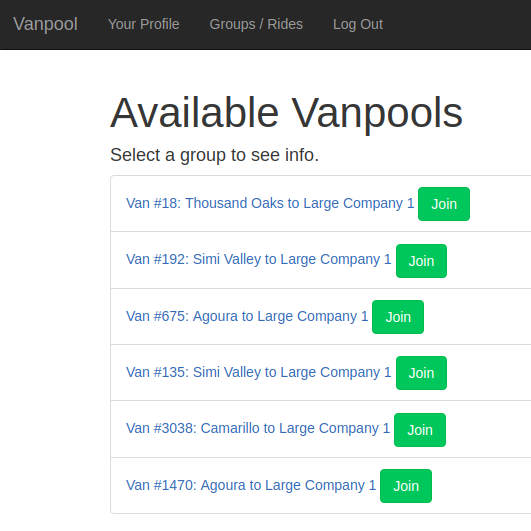 Vanpool Your Profile Groups / Rides Log Out
Available Vanpools
Select a group to see info.
Van #18: Thousand Oaks to Large Company 1 Join
Van #192: Simi Valley to Large Company 1 Join
Van #675: Agoura to Large Company 1 Join
Van #135: Simi Valley to Large Company 1 Join
Van #3038: Camarillo to Large Company 1 Join
Van #1470: Agoura to Large Company 1 Join